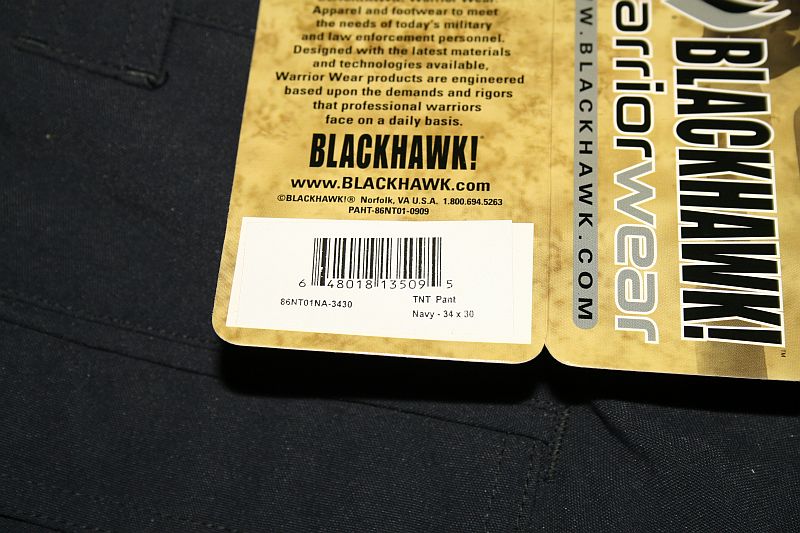 Apparel and footwear to meet
the needs of today's military
and law enforcement personnel.
Designed with the latest materials
and technologies available,
Warrior Wear products are engineered
based upon the demands and rigors
that professional warriors
face on a daily basis.
BLACKHAWK!®
www.BLACKHAWK.com
©BLACKHAWK!® Norfolk, VA U.S.A. 1.800.694.5263
PAHT-86NT01-0909
6 48018 13509 5
86NT01NA-3430
TNT Pant
Navy - 34 x 30
WWW.BLACKHAWK.COM
warriorwear
BLACKHAWK!™